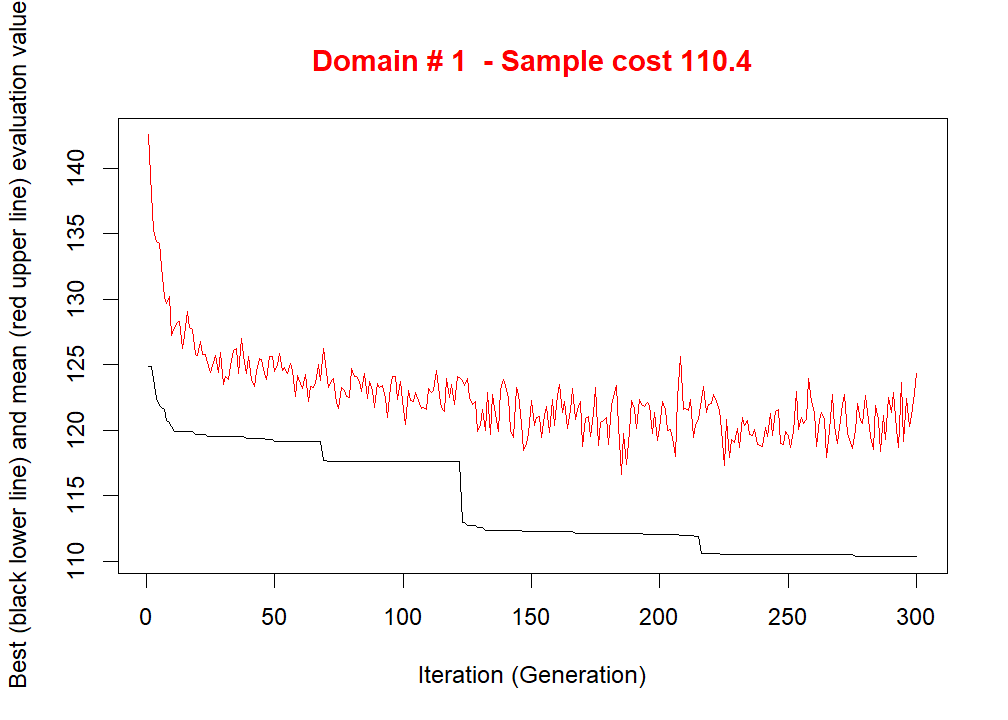 Domain # 1  - Sample cost 110.4
Best (black lower line) and mean (red upper line) evaluation value
140
135
130
125
120
115
110
0 50 100 150 200 250 300
Iteration (Generation)